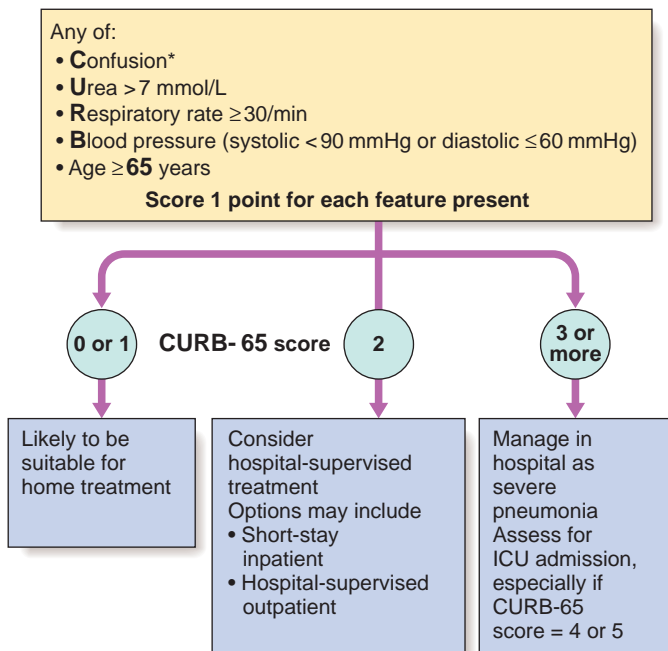 Any of:
• Confusion*
• Urea >7 mmol/L
• Respiratory rate ≥30/min
• Blood pressure (systolic <90 mmHg or diastolic ≤60 mmHg)
• Age ≥65 years
Score 1 point for each feature present
0 or 1
CURB- 65 score
2
3 or
more
Likely to be
suitable for
home treatment
Consider
hospital-supervised
treatment
Options may include
• Short-stay
inpatient
• Hospital-supervised
outpatient
Manage in
hospital as
severe
pneumonia
Assess for
ICU admission,
especially if
CURB-65
score = 4 or 5